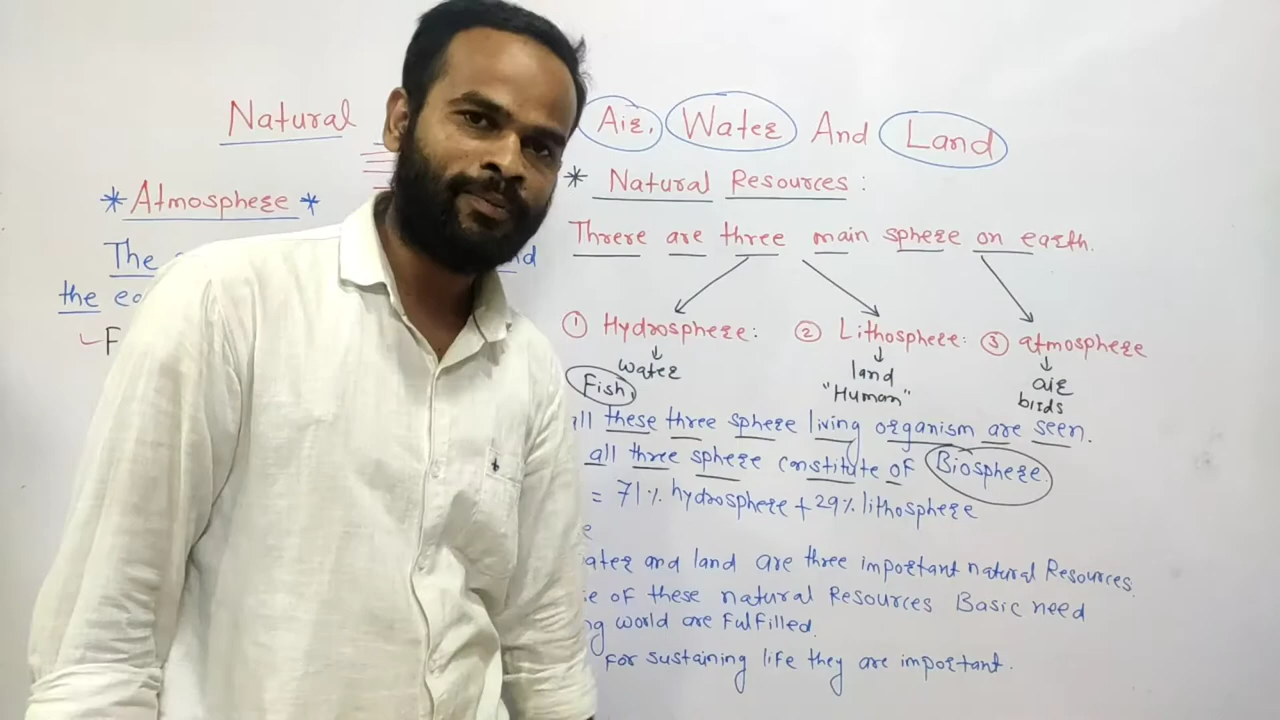 Natural Air, Water And Land
* Atmosphere *
The
the
* Natural Resources:
Threre are three main sphere on earth.
① Hydrosphere: ② Lithosphere: ③ atmosphere
water land air
Fish, "Human" birds
these three sphere living organism are seen.
all three sphere constitute of Biosphere.
= 71% hydrosphere + 29% lithosphere
and land are three important natural Resources.
of these natural Resources Basic need
world are Fulfilled.
For sustaining life they are important.